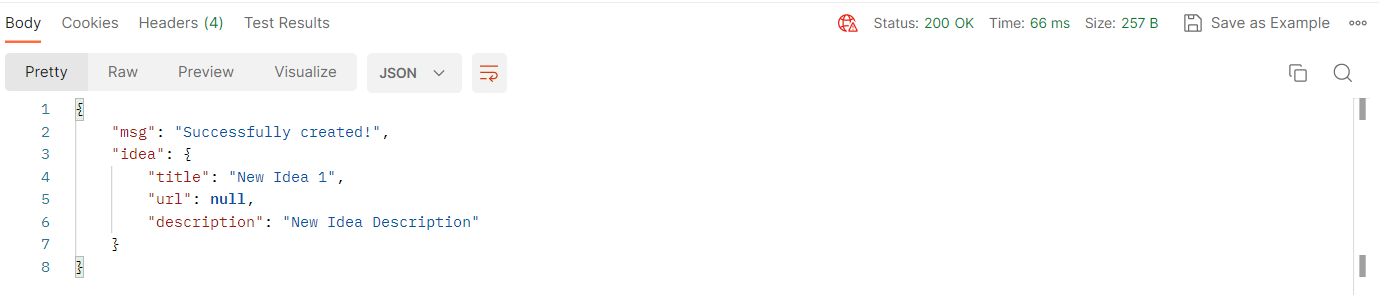 Body Cookies Headers (4) Test Results Status: 200 OK Time: 66 ms Size: 257 B Save as Example
Pretty Raw Preview Visualize JSON
1 {
2 "msg": "Successfully created!",
3 "idea": {
4 "title": "New Idea 1",
5 "url": null,
6 "description": "New Idea Description"
7 }
8 }